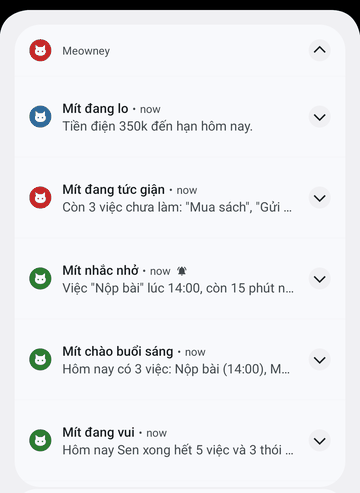 Meowney
Mít đang lo • now
Tiền điện 350k đến hạn hôm nay.
Mít đang tức giận • now
Còn 3 việc chưa làm: "Mua sách", "Gửi ...
Mít nhắc nhở • now
Việc "Nộp bài" lúc 14:00, còn 15 phút n...
Mít chào buổi sáng • now
Hôm nay có 3 việc: Nộp bài (14:00), M...
Mít đang vui • now
Hôm nay Sen xong hết 5 việc và 3 thói ...